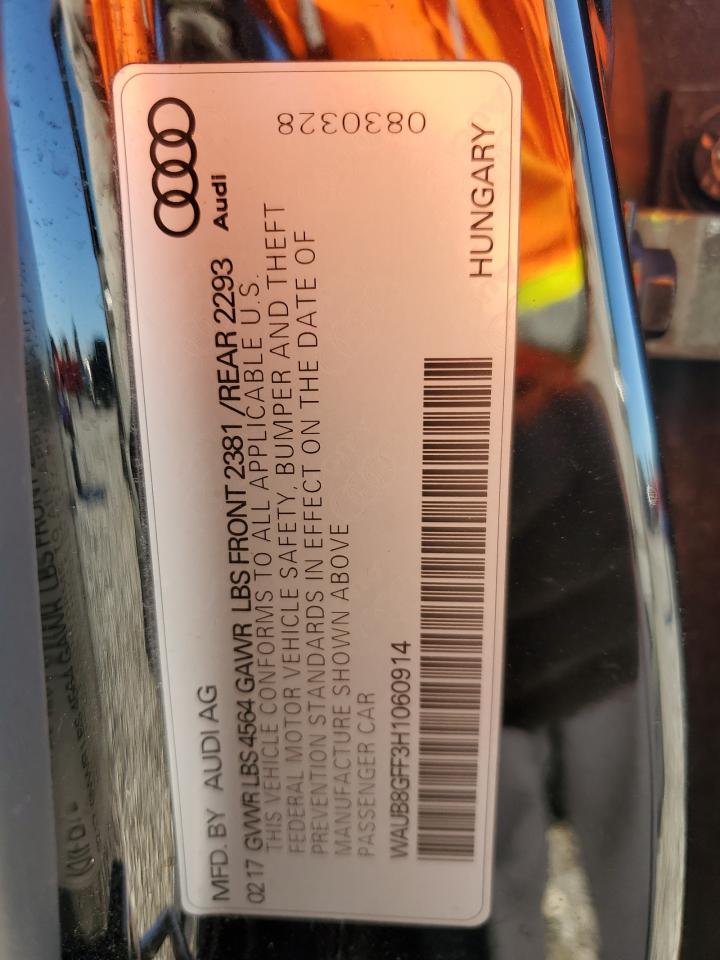 MFD. BY AUDI AG
Audi
02 17 GVWR LBS 4564 GAWR LBS FRONT 2381 /REAR 2293
THIS VEHICLE CONFORMS TO ALL APPLICABLE U.S.
FEDERAL MOTOR VEHICLE SAFETY, BUMPER AND THEFT
PREVENTION STANDARDS IN EFFECT ON THE DATE OF
MANUFACTURE SHOWN ABOVE
PASSENGER CAR
WAUB8GFF3H1060914
HUNGARY
0830328